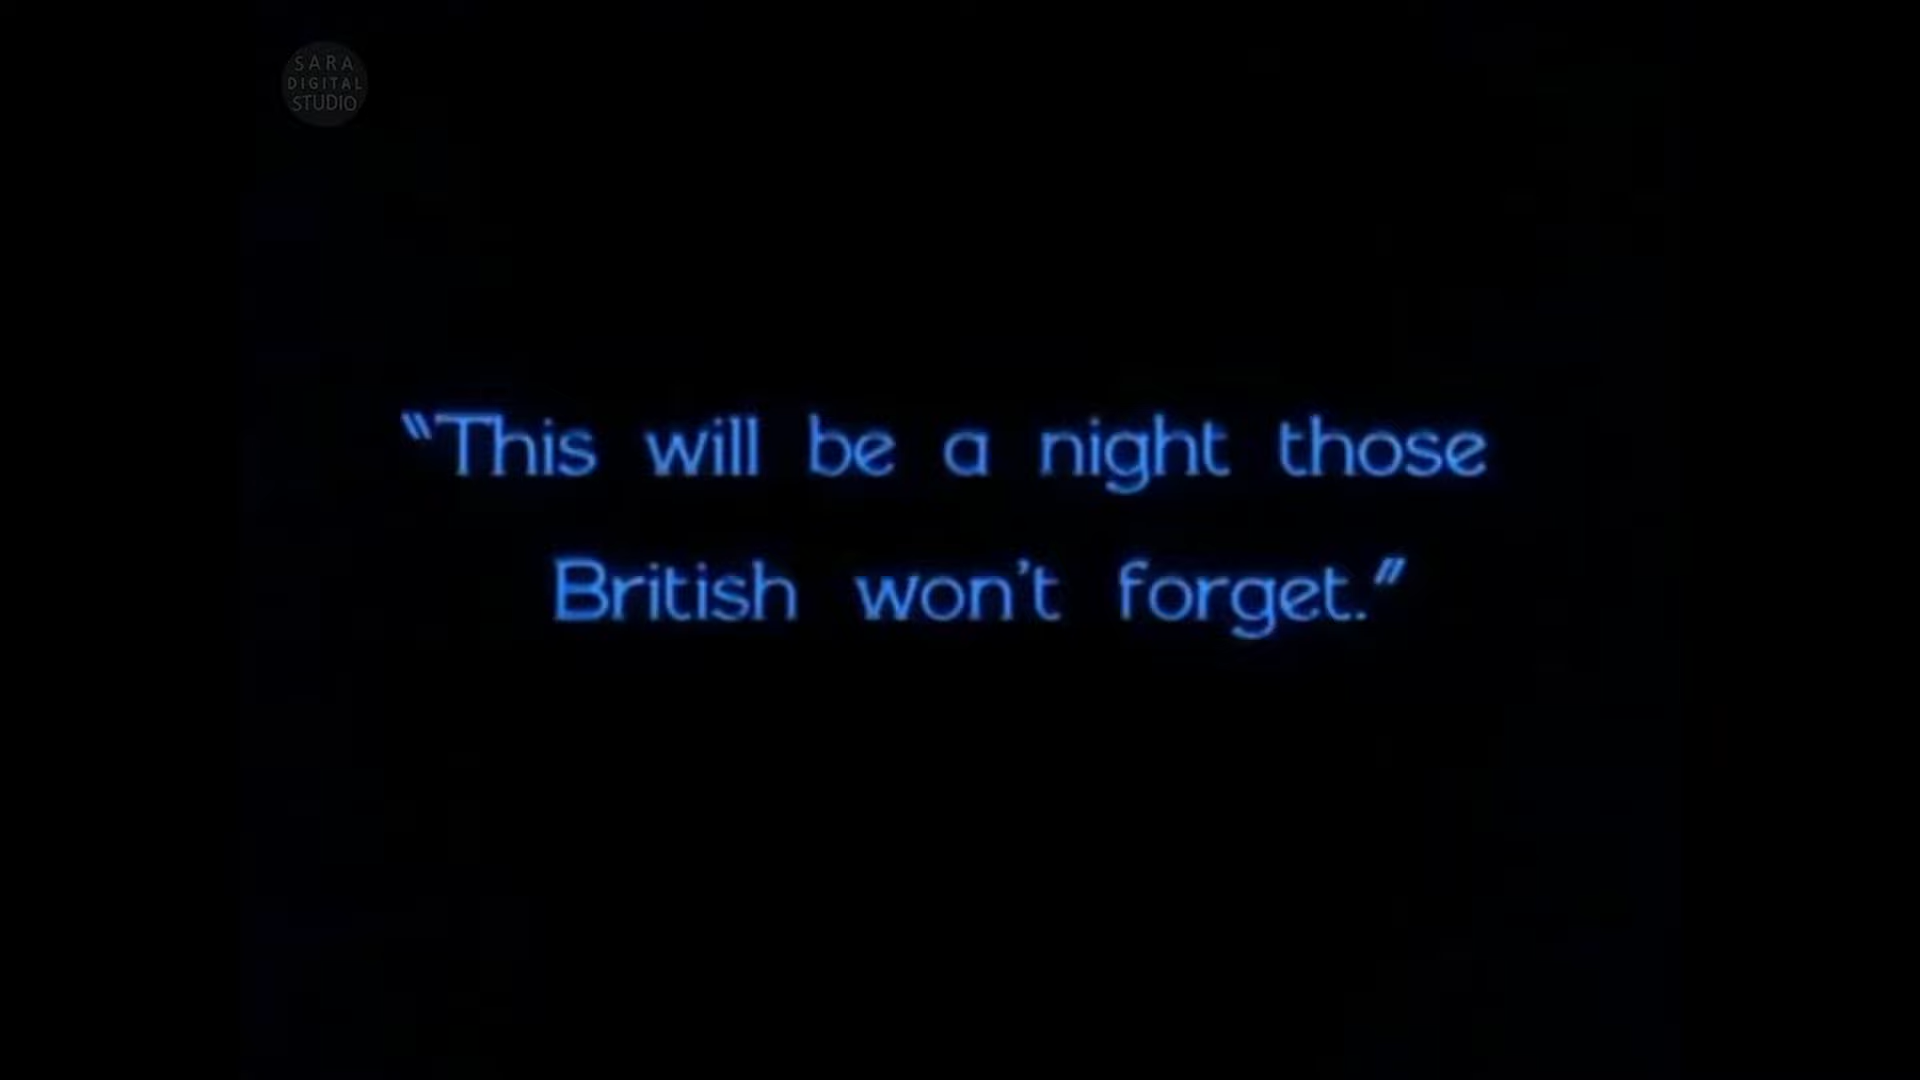 SARA
DIGITAL
STUDIO
“This will be a night those
British won't forget.”